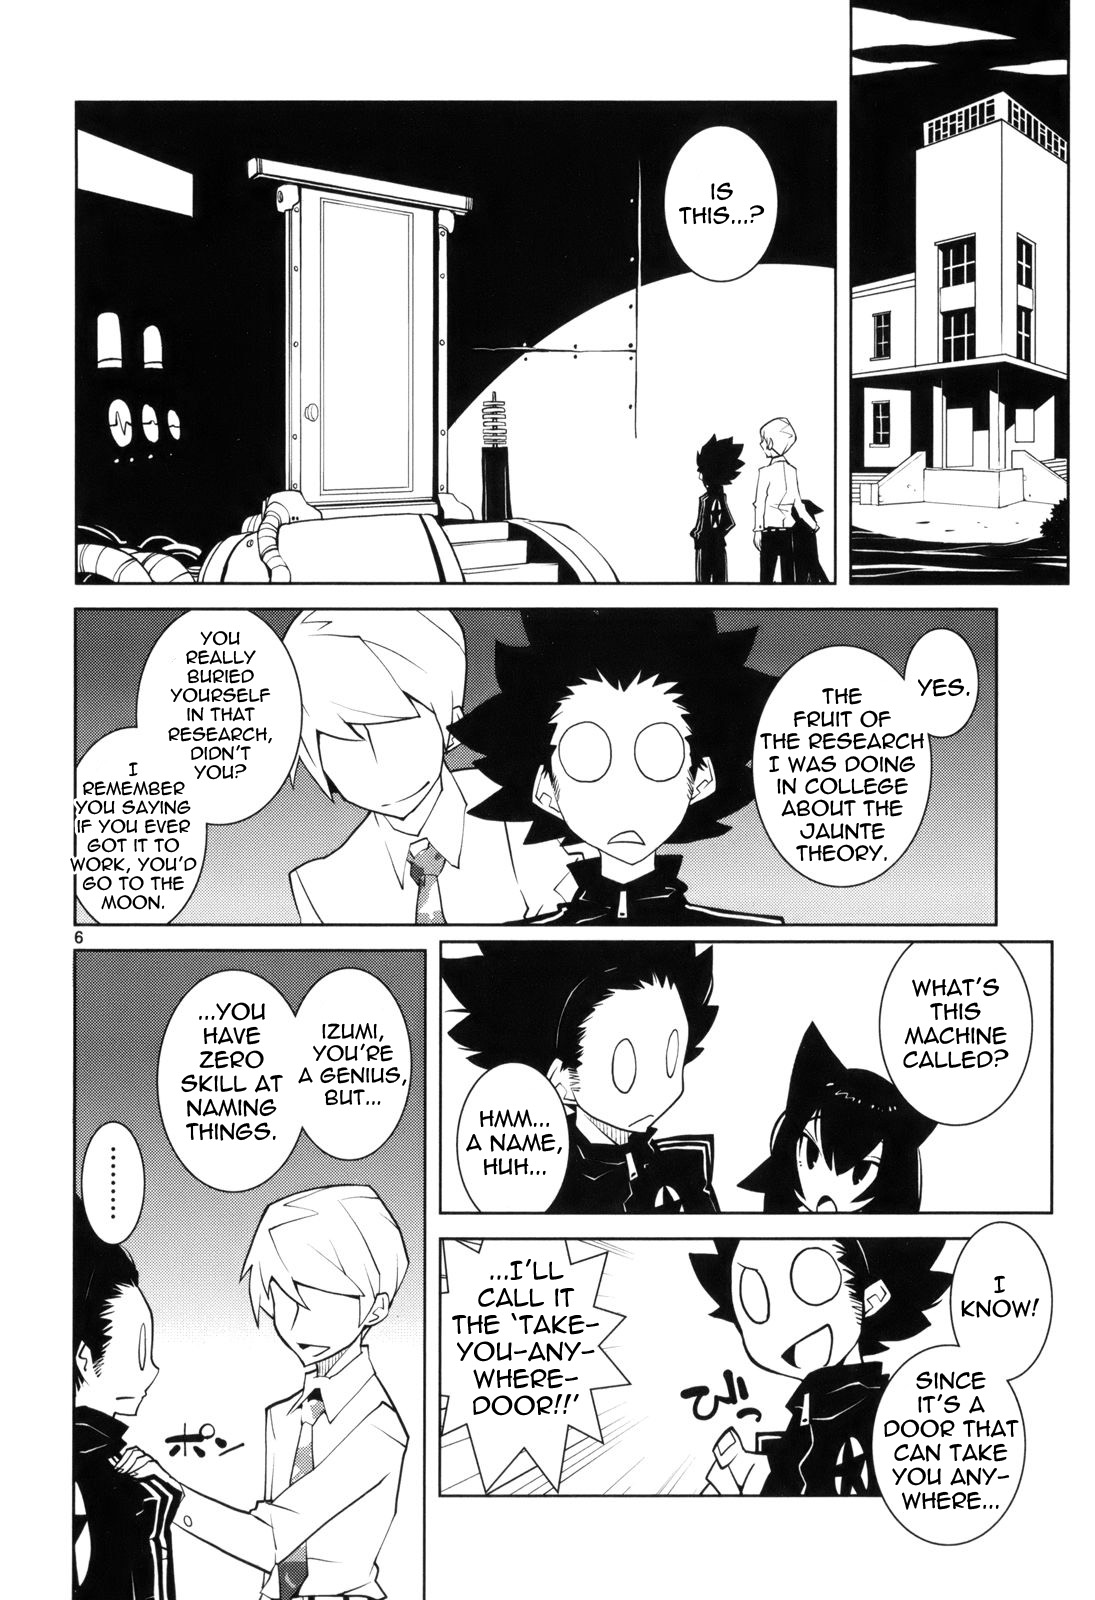 IS
THIS...?
YES.
THE
FRUIT OF
THE RESEARCH
I WAS DOING
IN COLLEGE
ABOUT THE
JAUNTE
THEORY.
YOU
REALLY
BURIED
YOURSELF
IN THAT
RESEARCH,
DIDN'T
YOU?
I
REMEMBER
YOU SAYING
IF YOU EVER
GOT IT TO
WORK, YOU'D
GO TO THE
MOON.
6
WHAT'S
THIS
MACHINE
CALLED?
HMM...
A NAME,
HUH...
I
KNOW!
SINCE
IT'S A
DOOR THAT
CAN TAKE
YOU ANY-
WHERE...
びっ
...I'LL
CALL IT
THE 'TAKE-
YOU-ANY-
WHERE-
DOOR!!'
IZUMI,
YOU'RE
A GENIUS,
BUT...
...YOU
HAVE
ZERO
SKILL AT
NAMING
THINGS.
.........
ポン